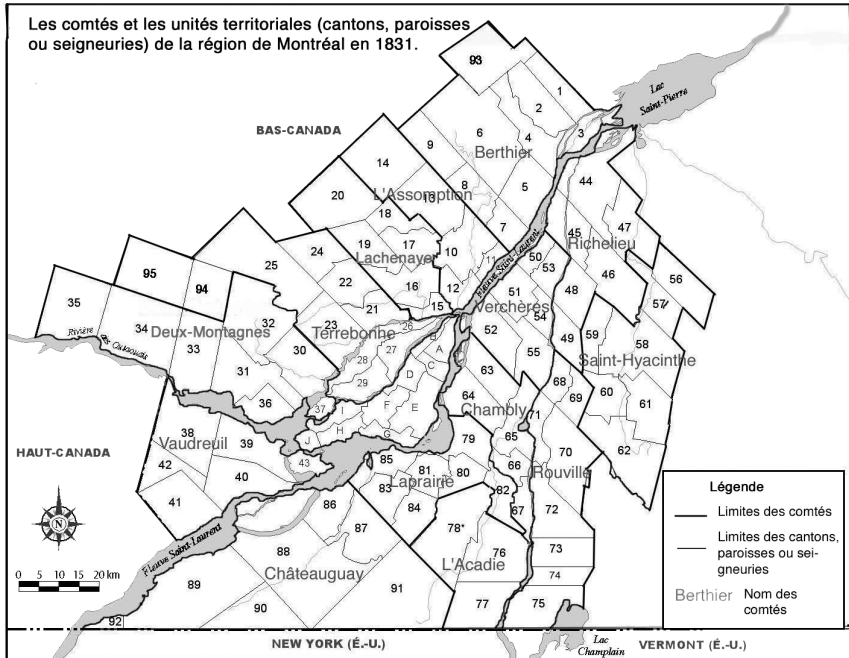 Les comtés et les unités territoriales (cantons, paroisses
ou seigneuries) de la région de Montréal en 1831.
93
1
Lac
Saint-Pierre
2
BAS-CANADA
9
6
4
3
Berthier
14
8
5
44
20
L'Assomption
13
18
7
47
45
Richelieu
24
19
17
10
11
Fleuve Saint-Laurent
50
53
46
25
Lachenaye
56
95
94
22
16
12
Verchères
51
48
57
35
15
54
34
32
21
26
52
59
58
Deux-Montagnes
Terrebonne
23
B
49
Saint-Hyacinthe
Rivière des Outaouais
33
30
27
A
55
28
C
63
31
29
D
68
60
61
36
37
64
Chambly
69
I
F
E
71
38
H
G
79
65
62
Vaudreuil
39
J
70
HAUT-CANADA
43
85
81
66
Rouville
42
40
Laprairie
80
83
82
41
86
84
67
72
87
78*
N
88
76
73
Fleuve Saint-Laurent
Châteauguay
L'Acadie
74
89
91
90
77
75
92
0 5 10 15 20 km
Légende
Limites des comtés
Limites des cantons,
paroisses ou sei-
gneuries
Berthier Nom des
comtés
NEW YORK (É.-U.)
Lac
Champlain
VERMONT (É.-U.)